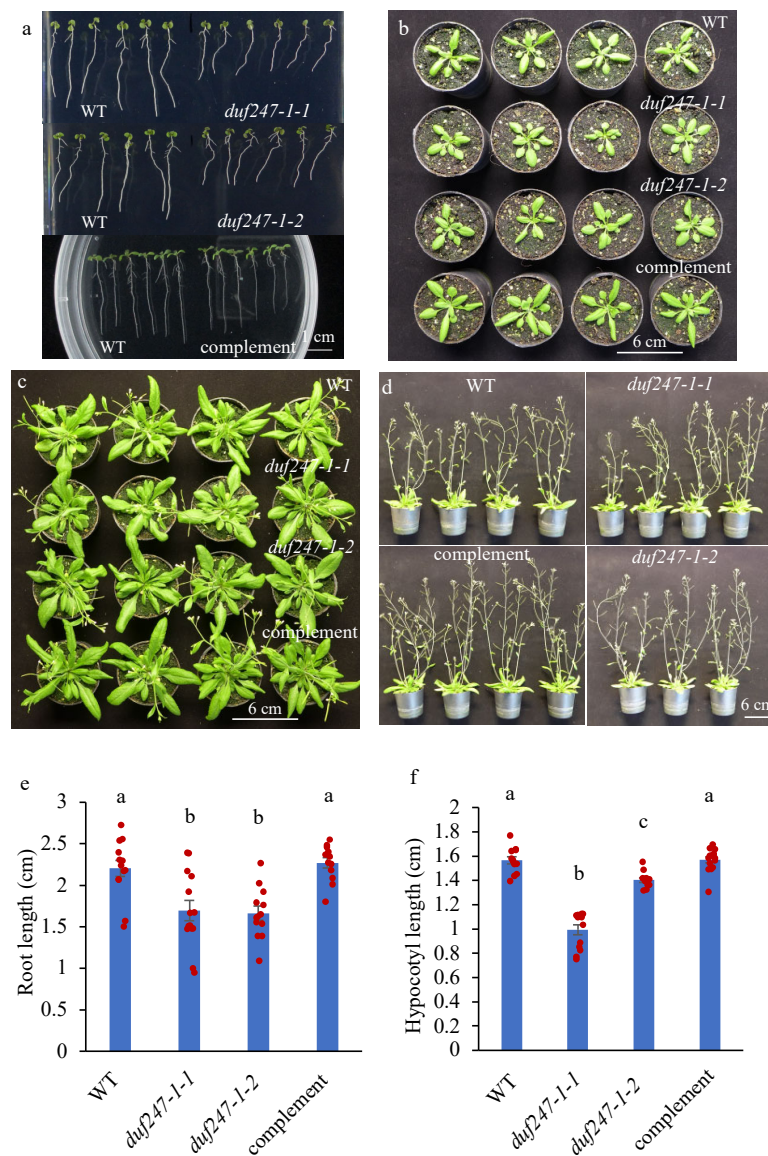 a
WT
duf247-1-1
WT
duf247-1-2
WT
complement
1 cm
b
WT
duf247-1-1
duf247-1-2
complement
6 cm
c
WT
duf247-1-1
duf247-1-2
complement
6 cm
d
WT
duf247-1-1
complement
duf247-1-2
6 cm
e
Root length (cm)
3
2.5
2
1.5
1
0.5
0
a
b
b
a
WT
duf247-1-1
duf247-1-2
complement
f
Hypocotyl length (cm)
2
1.8
1.6
1.4
1.2
1
0.8
0.6
0.4
0.2
0
a
b
c
a
WT
duf247-1-1
duf247-1-2
complement